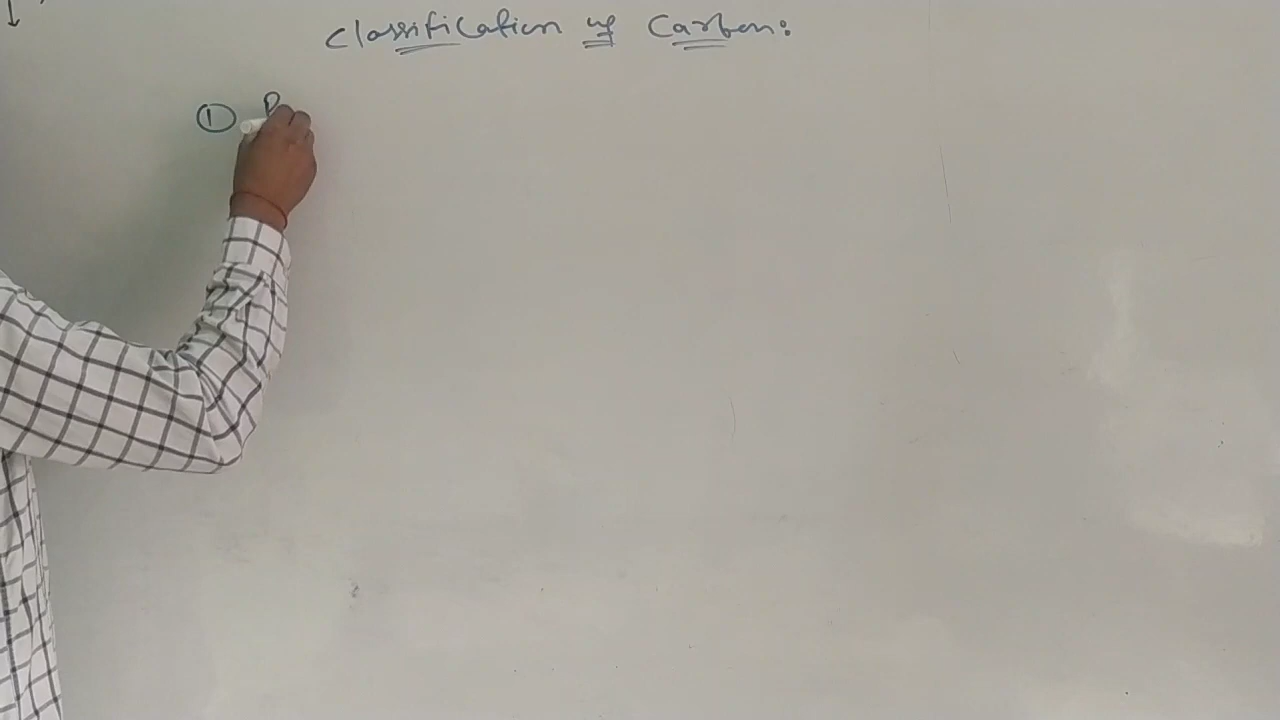 Classification of Carbon:
① P